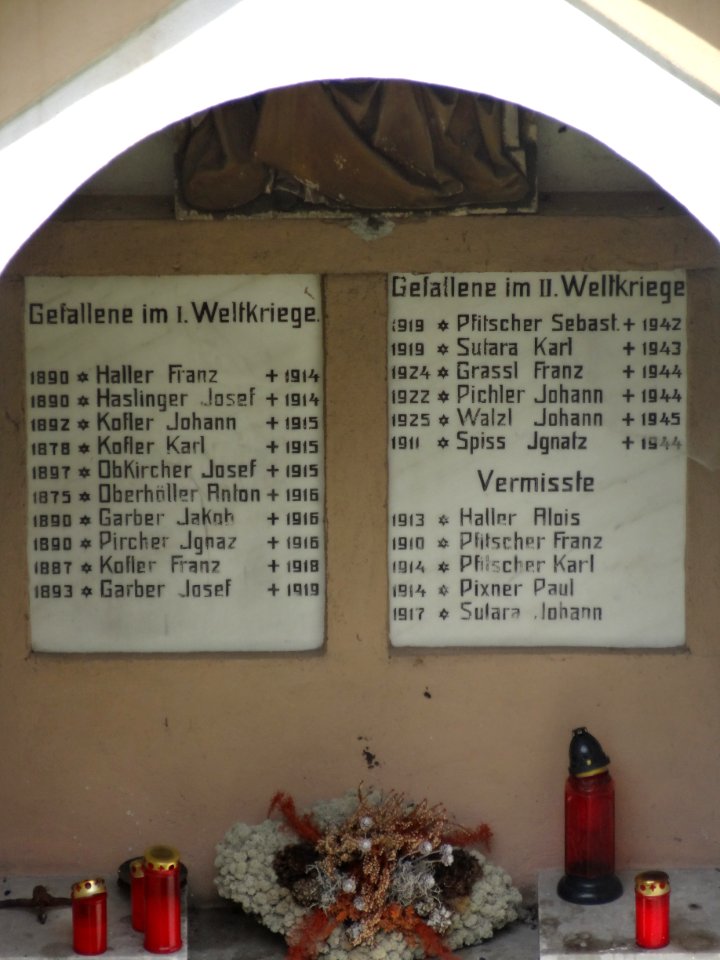 Gefallene im I. Weltkriege.
1890 ✡ Haller Franz + 1914
1890 ✡ Haslinger Josef + 1914
1892 ✡ Kofler Johann + 1915
1878 ✡ Kofler Karl + 1915
1897 ✡ ObKircher Josef + 1915
1875 ✡ Oberhöller Anton + 1916
1890 ✡ Garber Jakob + 1916
1890 ✡ Pircher Jgnaz + 1916
1887 ✡ Kofler Franz + 1918
1893 ✡ Garber Josef + 1919
Gefallene im II. Weltkriege
1919 ✡ Pfitscher Sebast. + 1942
1919 ✡ Sulara Karl + 1943
1924 ✡ Grassl Franz + 1944
1922 ✡ Pichler Johann + 1944
1925 ✡ Walzl Johann + 1945
1911 ✡ Spiss Jgnatz + 1944
Vermisste
1913 ✡ Haller Alois
1910 ✡ Pfitscher Franz
1914 ✡ Pfitscher Karl
1914 ✡ Pixner Paul
1917 ✡ Sulara Johann